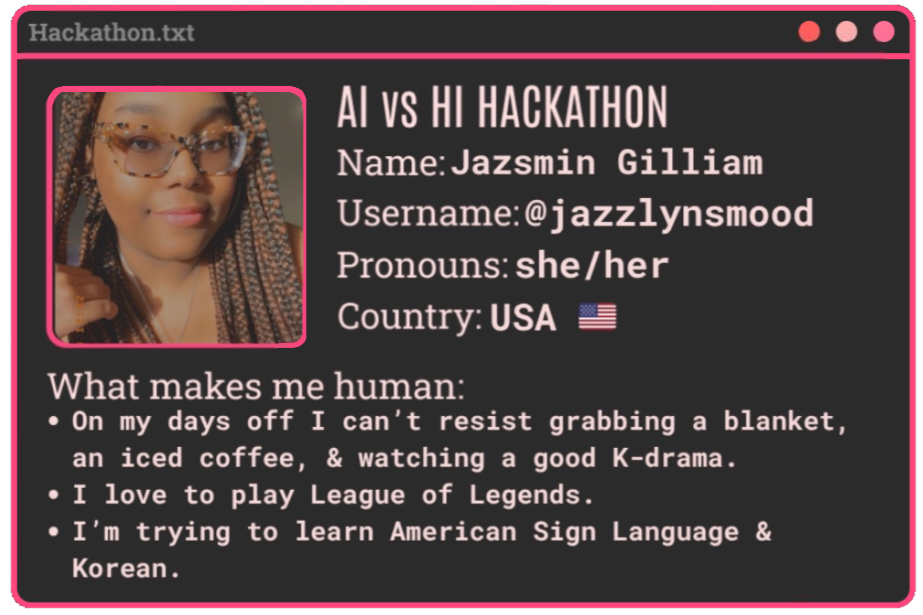 Hackathon.txt
AI vs HI HACKATHON
Name: Jazsmin Gilliam
Username: @jazzlynsmood
Pronouns: she/her
Country: USA 🇺🇸
What makes me human:
• On my days off I can't resist grabbing a blanket,
an iced coffee, & watching a good K-drama.
• I love to play League of Legends.
• I'm trying to learn American Sign Language &
Korean.